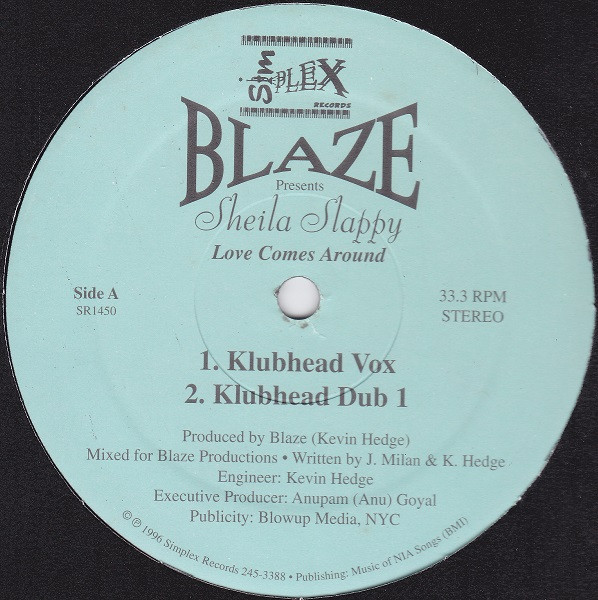 SimPLEX
RECORDS
BLAZE
Presents
Sheila Slappy
Love Comes Around
Side A
SR1450
33.3 RPM
STEREO
1. Klubhead Vox
2. Klubhead Dub 1
Produced by Blaze (Kevin Hedge)
Mixed for Blaze Productions • Written by J. Milan & K. Hedge
Engineer: Kevin Hedge
Executive Producer: Anupam (Anu) Goyal
Publicity: Blowup Media, NYC
© ℗ 1996 Simplex Records 245-3388 • Publishing: Music of NIA Songs (BMI)